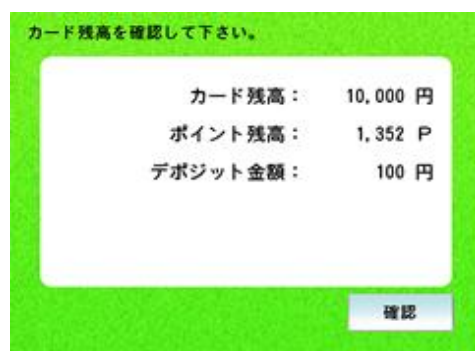 カード残高を確認して下さい。
カード残高： 10,000 円
ポイント残高： 1,352 P
デポジット金額： 100 円
確認